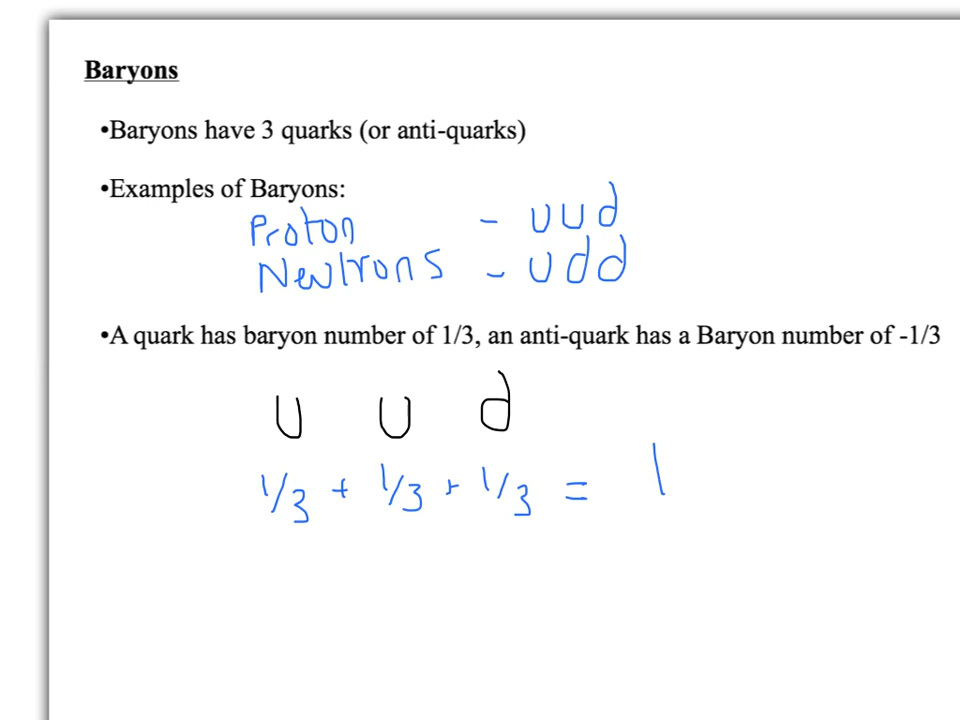 Baryons
•Baryons have 3 quarks (or anti-quarks)
•Examples of Baryons:
Proton - uud
Neutrons - udd
•A quark has baryon number of 1/3, an anti-quark has a Baryon number of -1/3
u u d
1/3 + 1/3 + 1/3 = 1